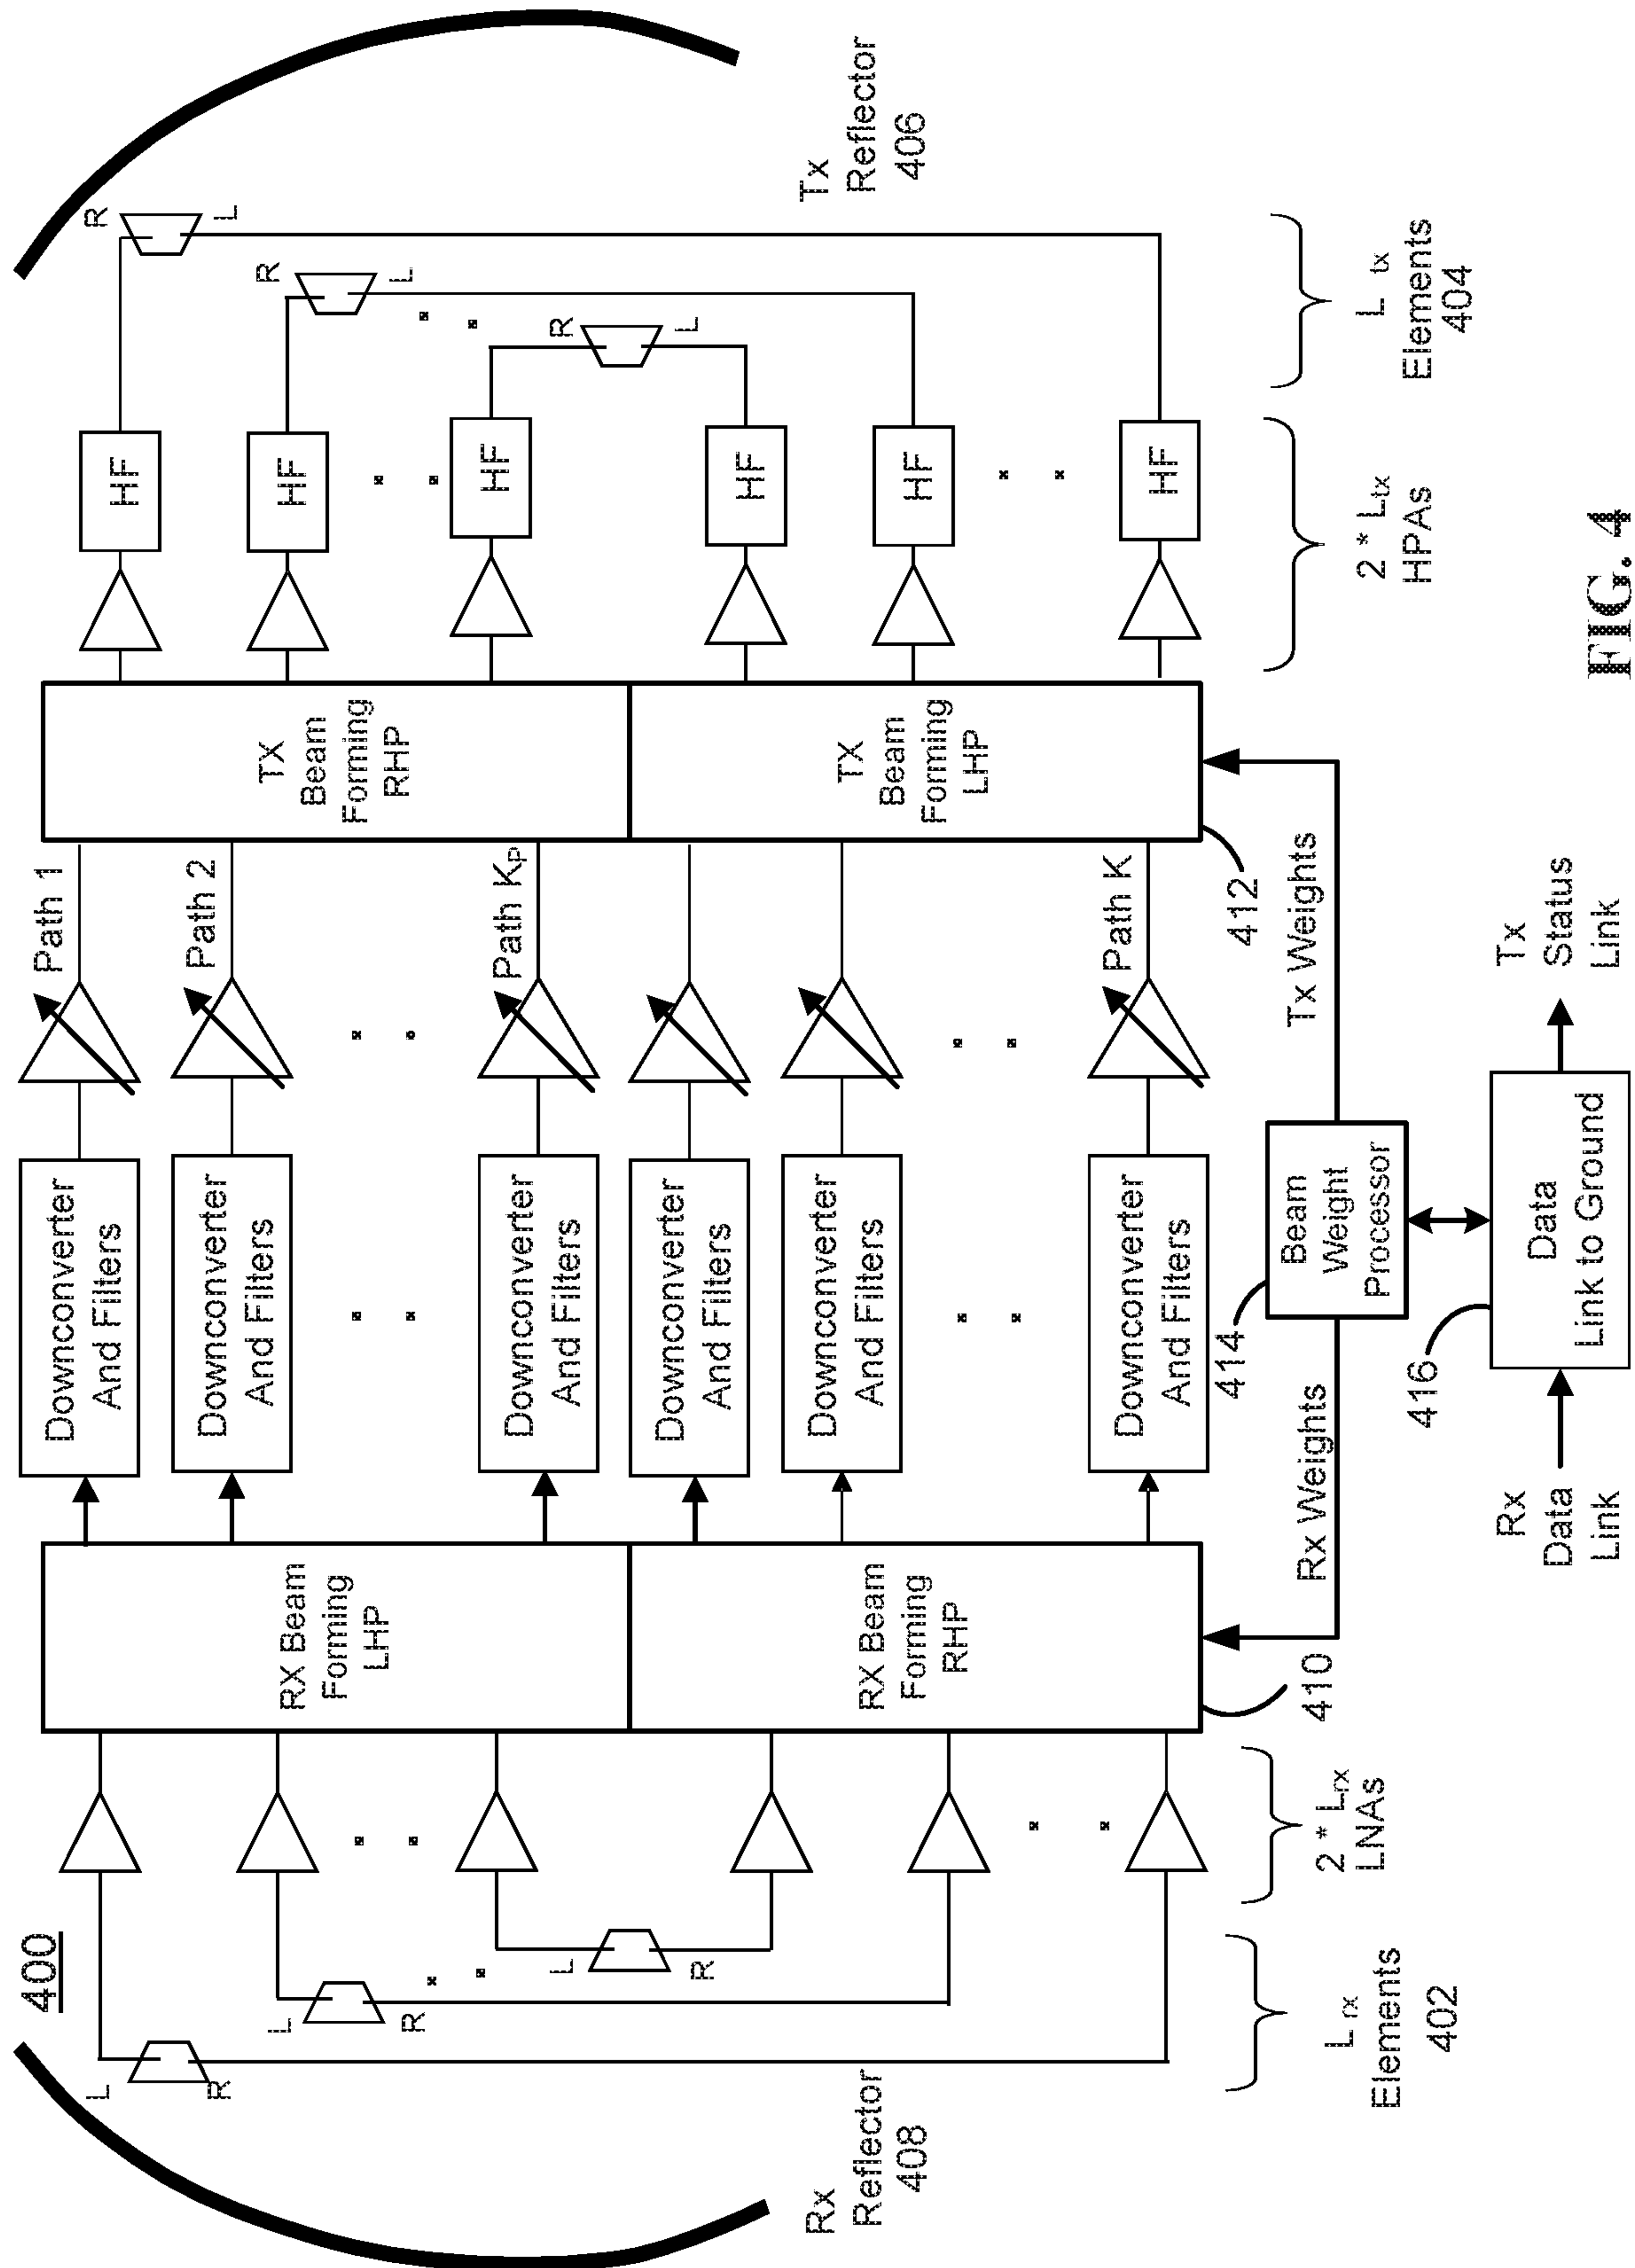 400
Rx
Reflector
408
L
R
L
R
L
R
L rx
Elements
402
2 * Lrx
LNAs
RX Beam
Forming
LHP
RX Beam
Forming
RHP
410
Downconverter
And Filters
Downconverter
And Filters
Downconverter
And Filters
Downconverter
And Filters
Downconverter
And Filters
Downconverter
And Filters
Path 1
Path 2
Path Kp
Path K
TX
Beam
Forming
RHP
TX
Beam
Forming
LHP
412
HF
HF
HF
HF
HF
HF
2 * Ltx
HPAs
R
L
R
L
R
L
L tx
Elements
404
Tx
Reflector
406
Rx Weights
414
Beam
Weight
Processor
Tx Weights
Rx
Data
Link
416
Data
Link to Ground
Tx
Status
Link
FIG. 4